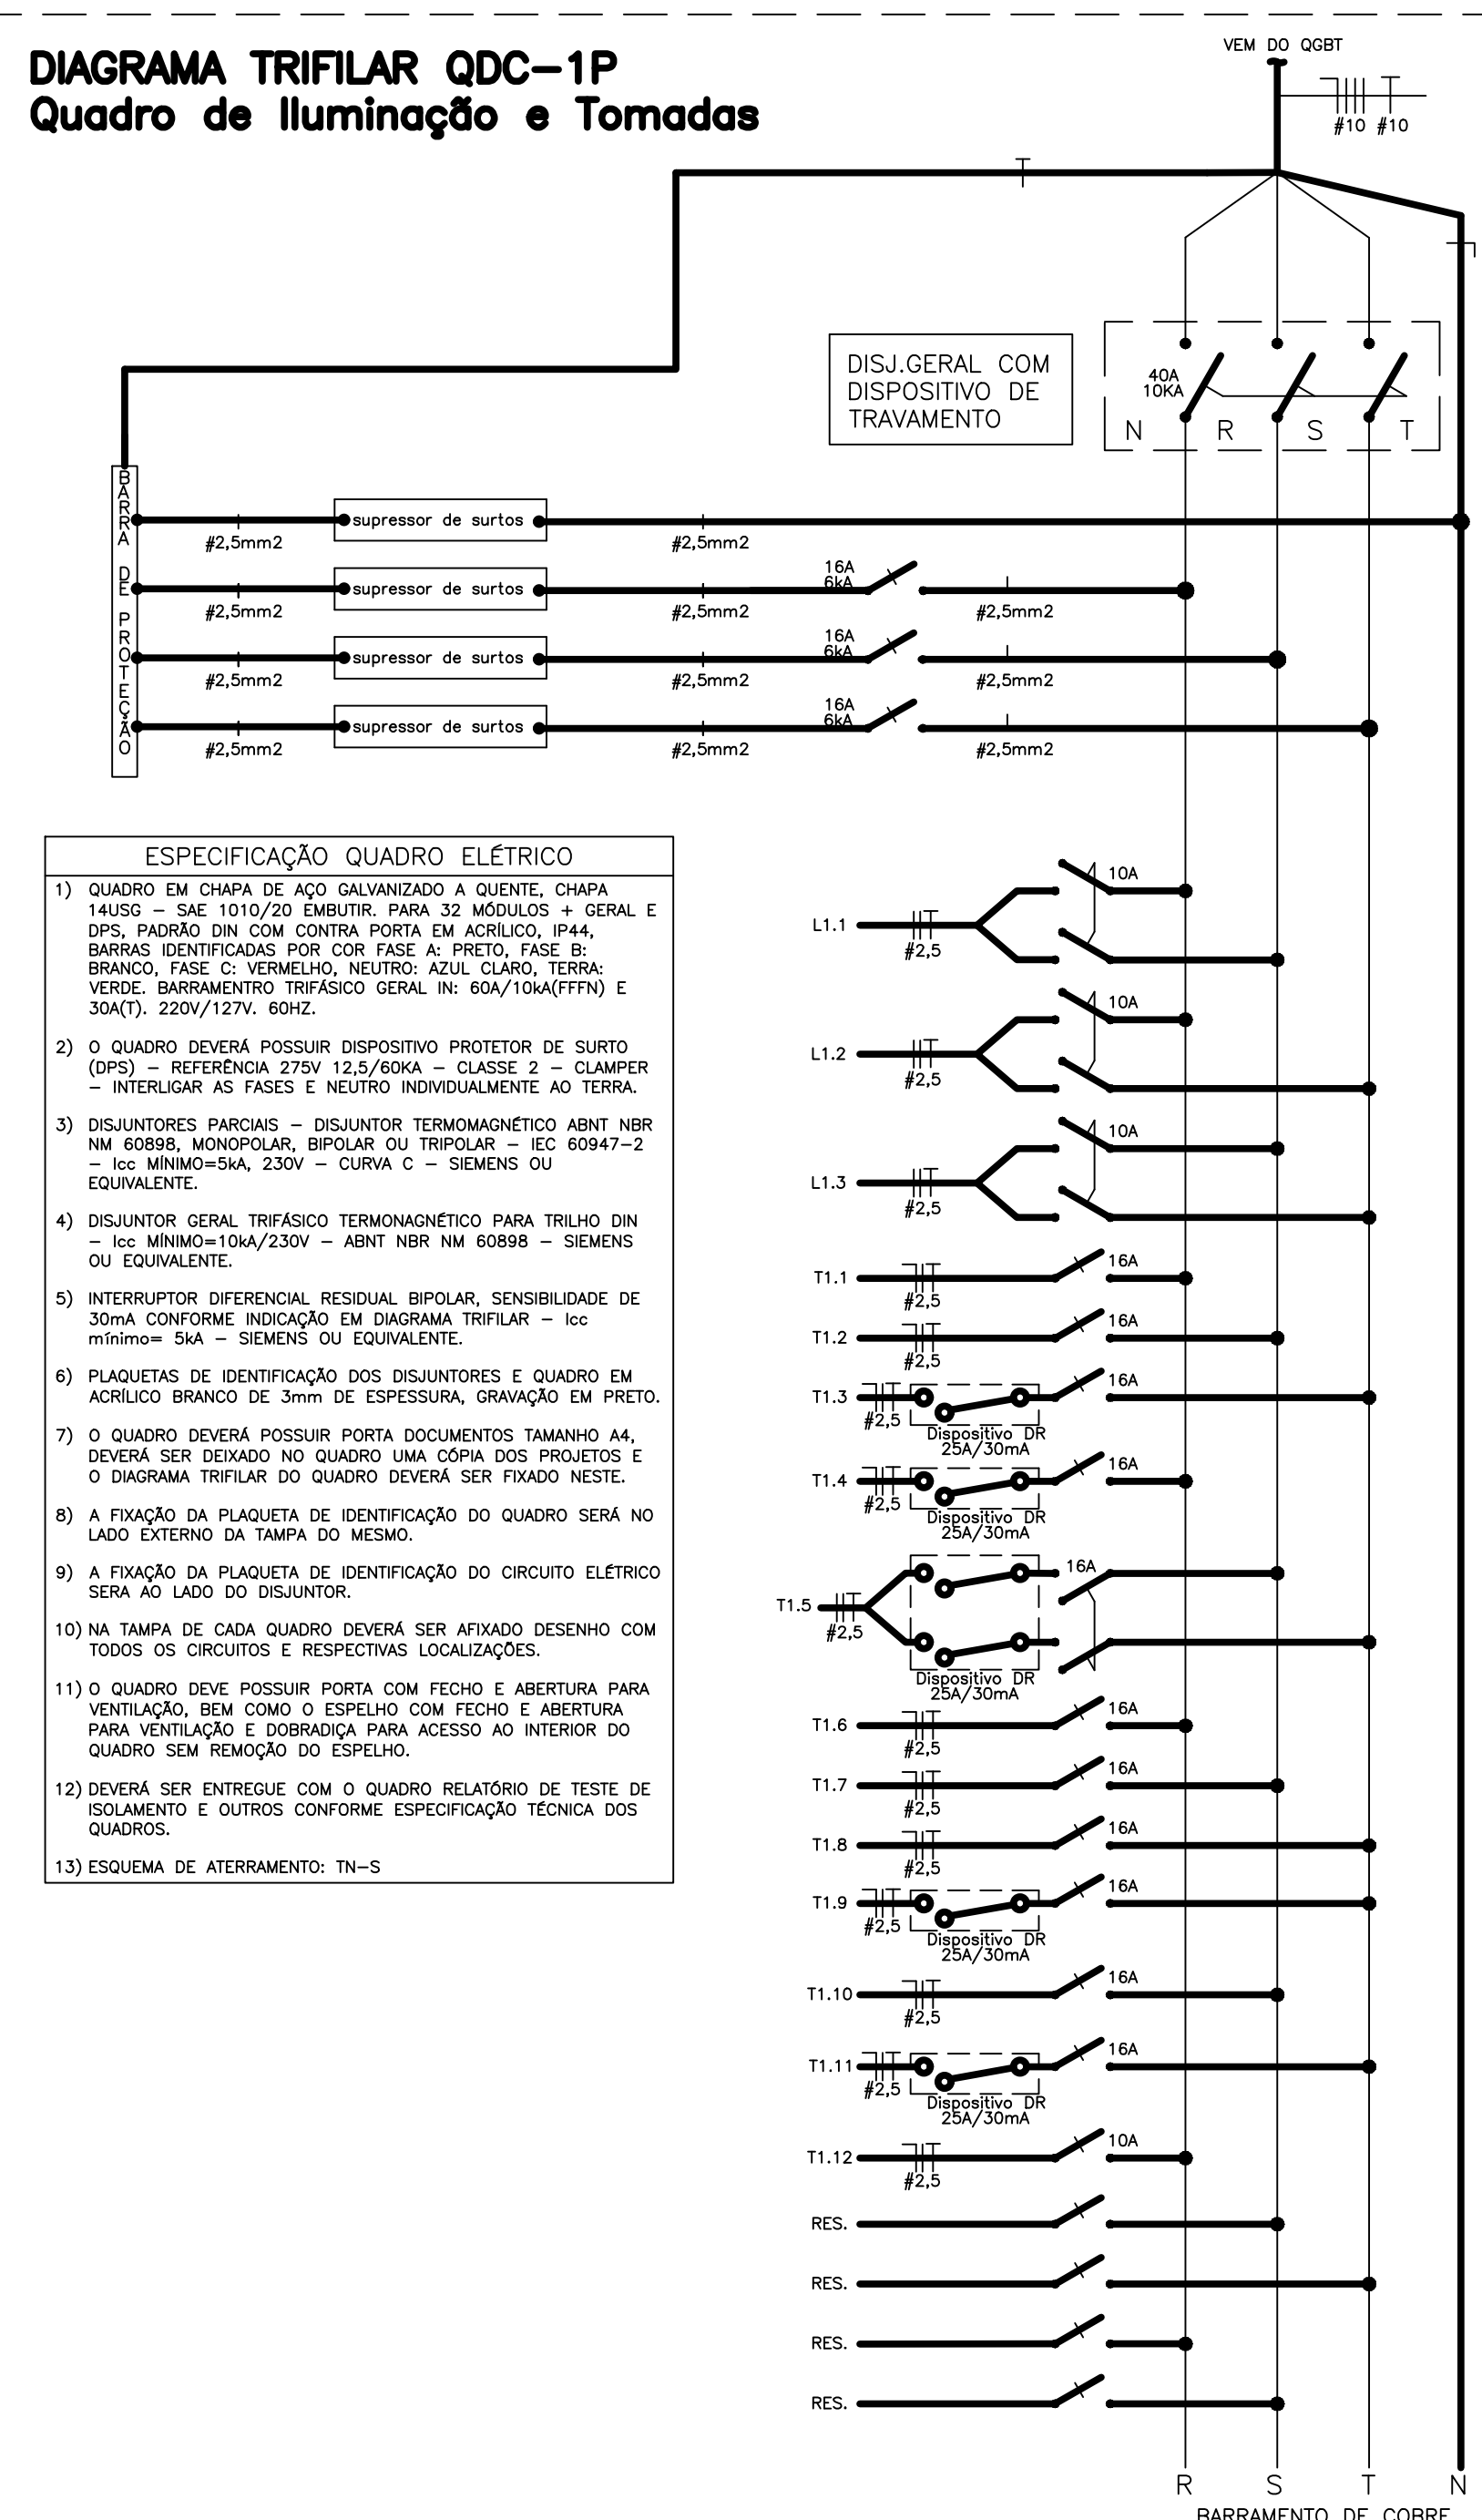 DIAGRAMA TRIFILAR QDC-1P
Quadro de Iluminação e Tomadas
VEM DO QGBT
#10 #10
DISJ.GERAL COM
DISPOSITIVO DE
TRAVAMENTO
40A
10KA
N R S T
BARRA DE PROTEÇÃO
supressor de surtos
#2,5mm2 #2,5mm2
supressor de surtos
16A
6kA
#2,5mm2 #2,5mm2 #2,5mm2
supressor de surtos
16A
6kA
#2,5mm2 #2,5mm2 #2,5mm2
supressor de surtos
16A
6kA
#2,5mm2 #2,5mm2 #2,5mm2
ESPECIFICAÇÃO QUADRO ELÉTRICO
1) QUADRO EM CHAPA DE AÇO GALVANIZADO A QUENTE, CHAPA
14USG – SAE 1010/20 EMBUTIR. PARA 32 MÓDULOS + GERAL E
DPS, PADRÃO DIN COM CONTRA PORTA EM ACRÍLICO, IP44,
BARRAS IDENTIFICADAS POR COR FASE A: PRETO, FASE B:
BRANCO, FASE C: VERMELHO, NEUTRO: AZUL CLARO, TERRA:
VERDE. BARRAMENTRO TRIFÁSICO GERAL IN: 60A/10kA(FFFN) E
30A(T). 220V/127V. 60HZ.
2) O QUADRO DEVERÁ POSSUIR DISPOSITIVO PROTETOR DE SURTO
(DPS) – REFERÊNCIA 275V 12,5/60KA – CLASSE 2 – CLAMPER
– INTERLIGAR AS FASES E NEUTRO INDIVIDUALMENTE AO TERRA.
3) DISJUNTORES PARCIAIS – DISJUNTOR TERMOMAGNÉTICO ABNT NBR
NM 60898, MONOPOLAR, BIPOLAR OU TRIPOLAR – IEC 60947-2
– Icc MÍNIMO=5kA, 230V – CURVA C – SIEMENS OU
EQUIVALENTE.
4) DISJUNTOR GERAL TRIFÁSICO TERMONAGNÉTICO PARA TRILHO DIN
– Icc MÍNIMO=10kA/230V – ABNT NBR NM 60898 – SIEMENS
OU EQUIVALENTE.
5) INTERRUPTOR DIFERENCIAL RESIDUAL BIPOLAR, SENSIBILIDADE DE
30mA CONFORME INDICAÇÃO EM DIAGRAMA TRIFILAR – Icc
mínimo= 5kA – SIEMENS OU EQUIVALENTE.
6) PLAQUETAS DE IDENTIFICAÇÃO DOS DISJUNTORES E QUADRO EM
ACRÍLICO BRANCO DE 3mm DE ESPESSURA, GRAVAÇÃO EM PRETO.
7) O QUADRO DEVERÁ POSSUIR PORTA DOCUMENTOS TAMANHO A4,
DEVERÁ SER DEIXADO NO QUADRO UMA CÓPIA DOS PROJETOS E
O DIAGRAMA TRIFILAR DO QUADRO DEVERÁ SER FIXADO NESTE.
8) A FIXAÇÃO DA PLAQUETA DE IDENTIFICAÇÃO DO QUADRO SERÁ NO
LADO EXTERNO DA TAMPA DO MESMO.
9) A FIXAÇÃO DA PLAQUETA DE IDENTIFICAÇÃO DO CIRCUITO ELÉTRICO
SERA AO LADO DO DISJUNTOR.
10) NA TAMPA DE CADA QUADRO DEVERÁ SER AFIXADO DESENHO COM
TODOS OS CIRCUITOS E RESPECTIVAS LOCALIZAÇÕES.
11) O QUADRO DEVE POSSUIR PORTA COM FECHO E ABERTURA PARA
VENTILAÇÃO, BEM COMO O ESPELHO COM FECHO E ABERTURA
PARA VENTILAÇÃO E DOBRADIÇA PARA ACESSO AO INTERIOR DO
QUADRO SEM REMOÇÃO DO ESPELHO.
12) DEVERÁ SER ENTREGUE COM O QUADRO RELATÓRIO DE TESTE DE
ISOLAMENTO E OUTROS CONFORME ESPECIFICAÇÃO TÉCNICA DOS
QUADROS.
13) ESQUEMA DE ATERRAMENTO: TN-S
10A
L1.1
#2,5
10A
L1.2
#2,5
10A
L1.3
#2,5
T1.1 16A
#2,5
T1.2 16A
#2,5
T1.3 16A
#2,5
Dispositivo DR
25A/30mA
T1.4 16A
#2,5
Dispositivo DR
25A/30mA
16A
T1.5
#2,5
Dispositivo DR
25A/30mA
T1.6 16A
#2,5
T1.7 16A
#2,5
T1.8 16A
#2,5
T1.9 16A
#2,5
Dispositivo DR
25A/30mA
T1.10 16A
#2,5
T1.11 16A
#2,5
Dispositivo DR
25A/30mA
T1.12 10A
#2,5
RES.
RES.
RES.
RES.
R S T N
BARRAMENTO DE COBRE